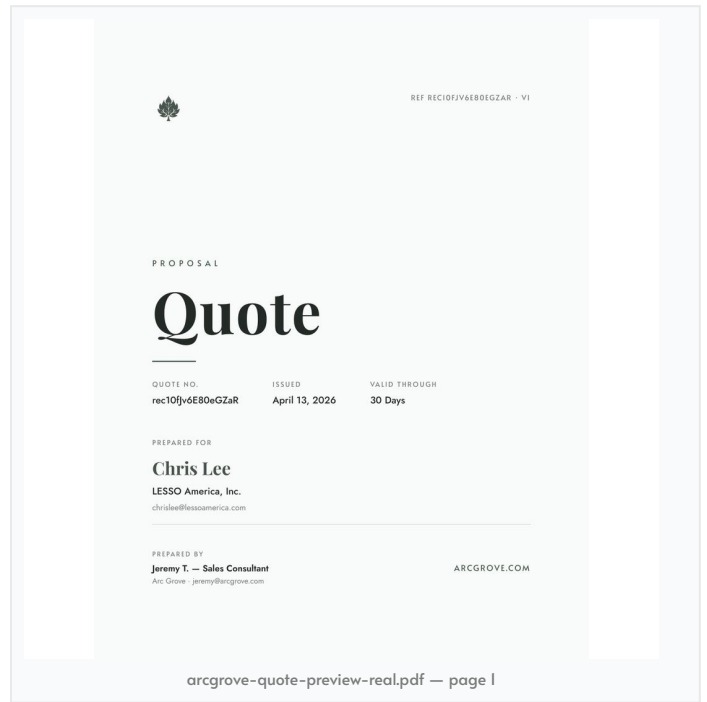 REF REC10FJV6E80EGZAR · V1
PROPOSAL
Quote
QUOTE NO.
ISSUED
VALID THROUGH
rec10fJv6E80eGZaR
April 13, 2026
30 Days
PREPARED FOR
Chris Lee
LESSO America, Inc.
chrislee@lessoamerica.com
PREPARED BY
Jeremy T. — Sales Consultant
Arc Grove · jeremy@arcgrove.com
ARCGROVE.COM
arcgrove-quote-preview-real.pdf — page 1